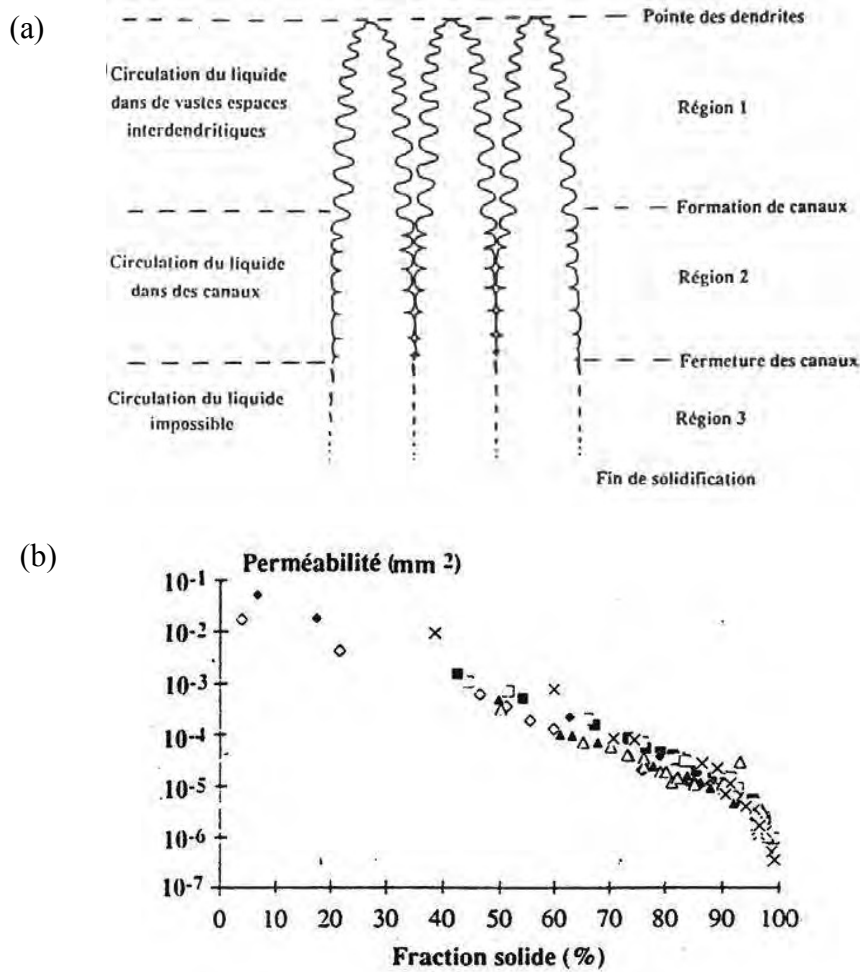 (a)
Pointe des dendrites
Circulation du liquide
dans de vastes espaces
interdendritiques
Région 1
Formation de canaux
Circulation du liquide
dans des canaux
Région 2
Fermeture des canaux
Circulation du liquide
impossible
Région 3
Fin de solidification
(b)
Perméabilité (mm 2)
10-1
10-2
10-3
10-4
10-5
10-6
10-7
0 10 20 30 40 50 60 70 80 90 100
Fraction solide (%)